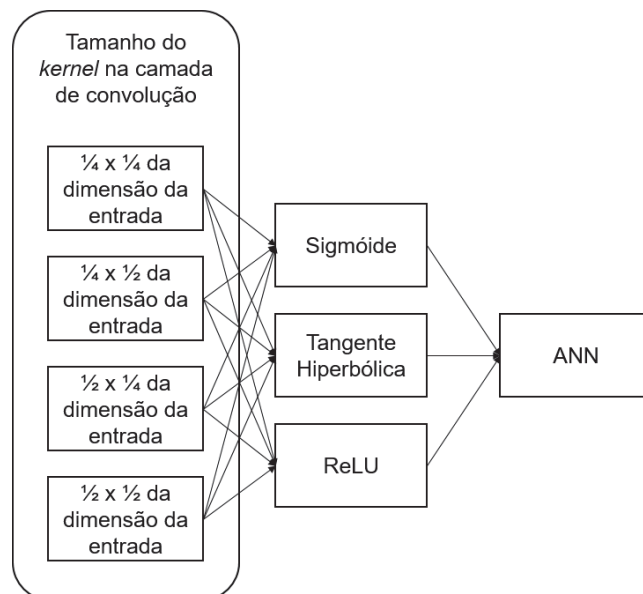 Tamanho do
kernel na camada
de convolução
¼ x ¼ da
dimensão da
entrada
¼ x ½ da
dimensão da
entrada
½ x ¼ da
dimensão da
entrada
½ x ½ da
dimensão da
entrada
Sigmóide
Tangente
Hiperbólica
ReLU
ANN